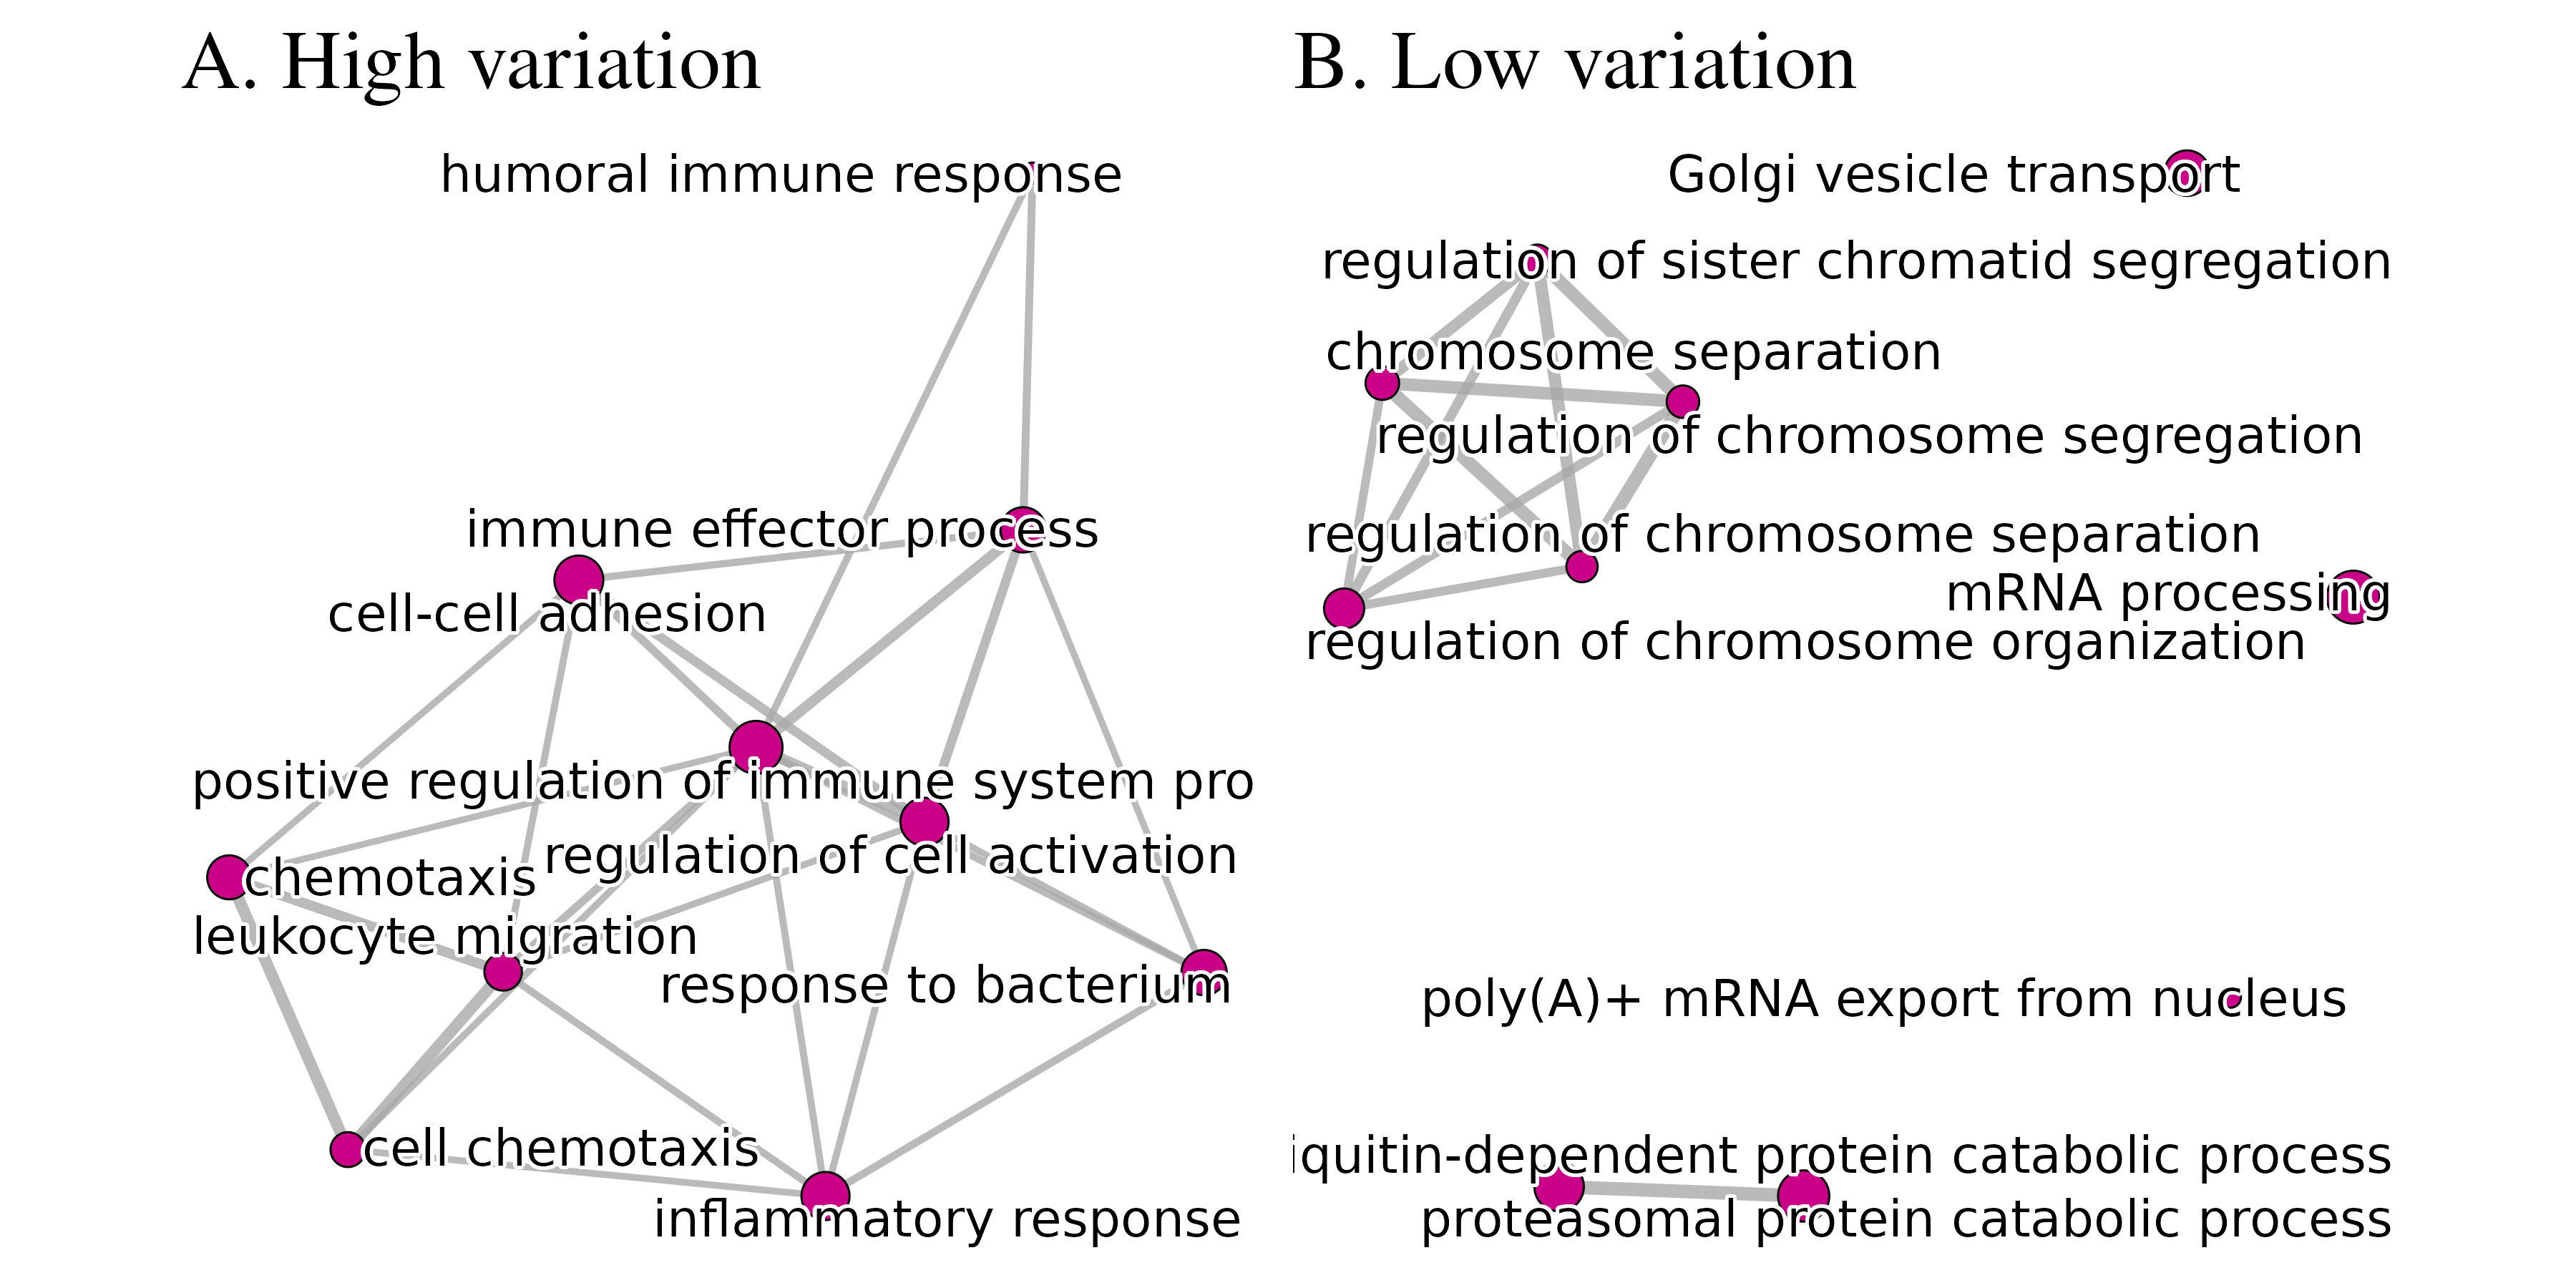 A. High variation
humoral immune response
immune effector process
cell-cell adhesion
positive regulation of immune system pro
regulation of cell activation
chemotaxis
leukocyte migration
response to bacterium
cell chemotaxis
inflammatory response
B. Low variation
Golgi vesicle transport
regulation of sister chromatid segregation
chromosome separation
regulation of chromosome segregation
regulation of chromosome separation
mRNA processing
regulation of chromosome organization
poly(A)+ mRNA export from nucleus
iquitin-dependent protein catabolic process
proteasomal protein catabolic process